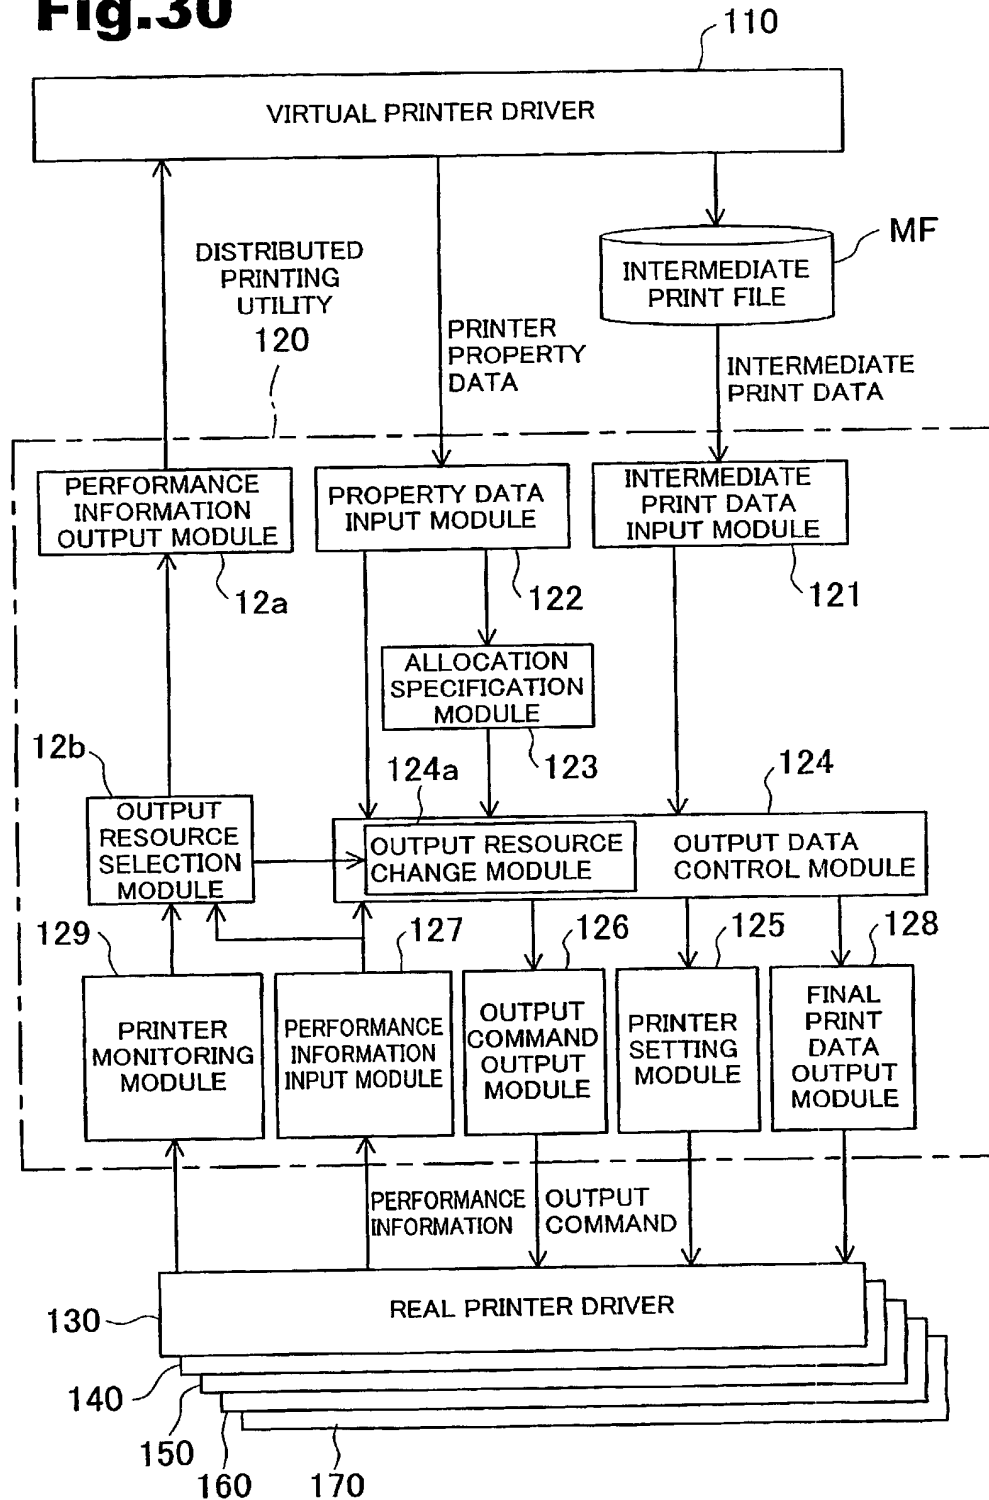 Fig.30
110
VIRTUAL PRINTER DRIVER
MF
INTERMEDIATE
PRINT FILE
DISTRIBUTED
PRINTING
UTILITY
120
PRINTER
PROPERTY
DATA
INTERMEDIATE
PRINT DATA
PERFORMANCE
INFORMATION
OUTPUT MODULE
12a
PROPERTY DATA
INPUT MODULE
122
INTERMEDIATE
PRINT DATA
INPUT MODULE
121
ALLOCATION
SPECIFICATION
MODULE
123
12b
OUTPUT
RESOURCE
SELECTION
MODULE
124a
OUTPUT RESOURCE
CHANGE MODULE
124
OUTPUT DATA
CONTROL MODULE
129
PRINTER
MONITORING
MODULE
127
PERFORMANCE
INFORMATION
INPUT MODULE
126
OUTPUT
COMMAND
OUTPUT
MODULE
125
PRINTER
SETTING
MODULE
128
FINAL
PRINT
DATA
OUTPUT
MODULE
PERFORMANCE
INFORMATION
OUTPUT
COMMAND
REAL PRINTER DRIVER
130
140
150
160
170